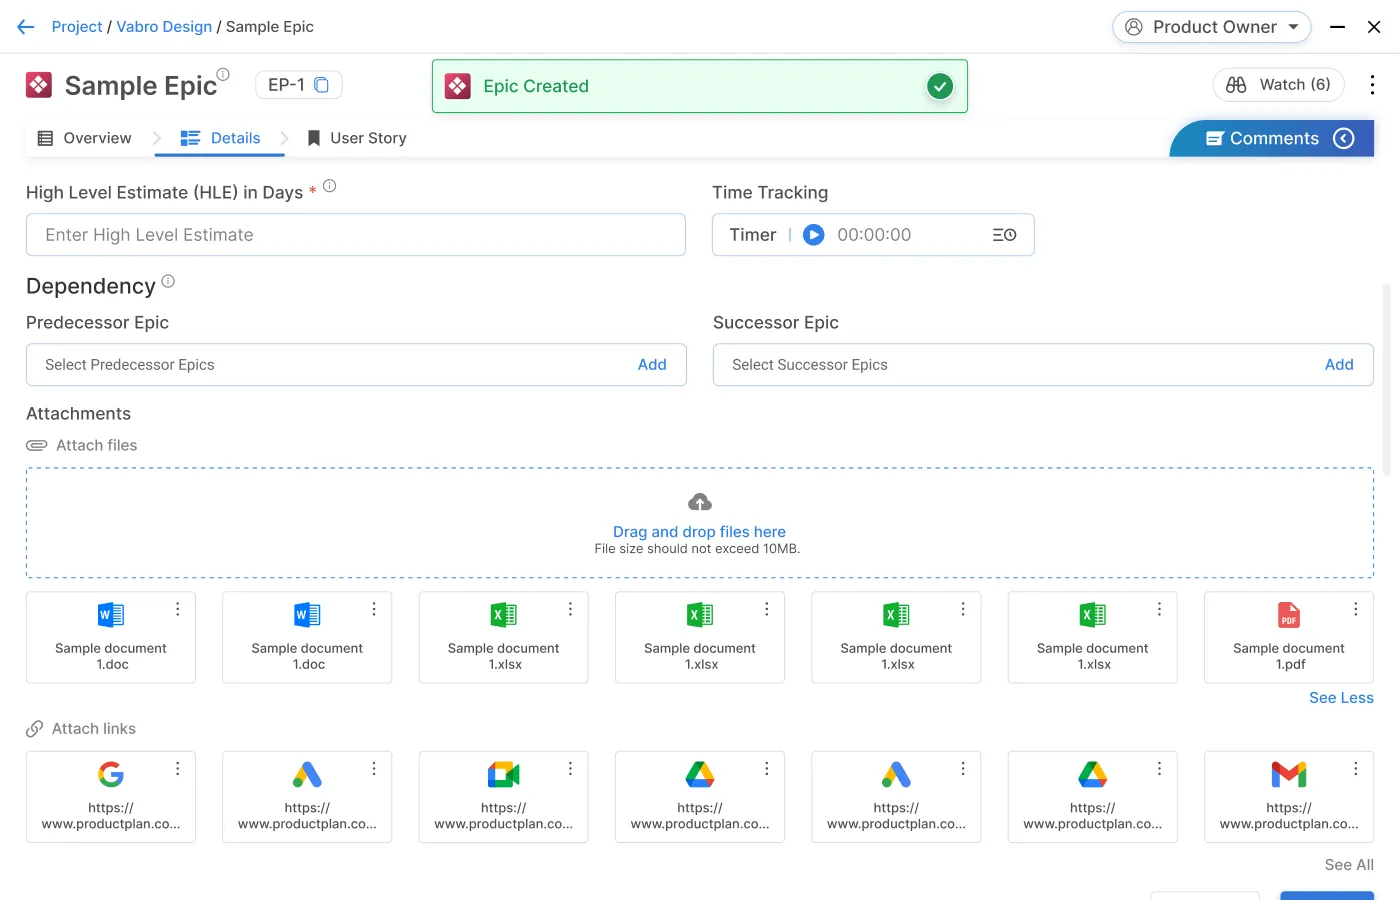 Project / Vabro Design / Sample Epic
Product Owner
Sample Epic
EP-1
Epic Created
Watch (6)
Overview
Details
User Story
Comments
High Level Estimate (HLE) in Days *
Time Tracking
Enter High Level Estimate
Timer | 00:00:00
Dependency
Predecessor Epic
Successor Epic
Select Predecessor Epics
Add
Select Successor Epics
Add
Attachments
Attach files
Drag and drop files here
File size should not exceed 10MB.
W
Sample document
1.doc
W
Sample document
1.doc
X
Sample document
1.xlsx
X
Sample document
1.xlsx
X
Sample document
1.xlsx
X
Sample document
1.xlsx
PDF
Sample document
1.pdf
See Less
Attach links
https://
www.productplan.co...
https://
www.productplan.co...
https://
www.productplan.co...
https://
www.productplan.co...
https://
www.productplan.co...
https://
www.productplan.co...
https://
www.productplan.co...
See All